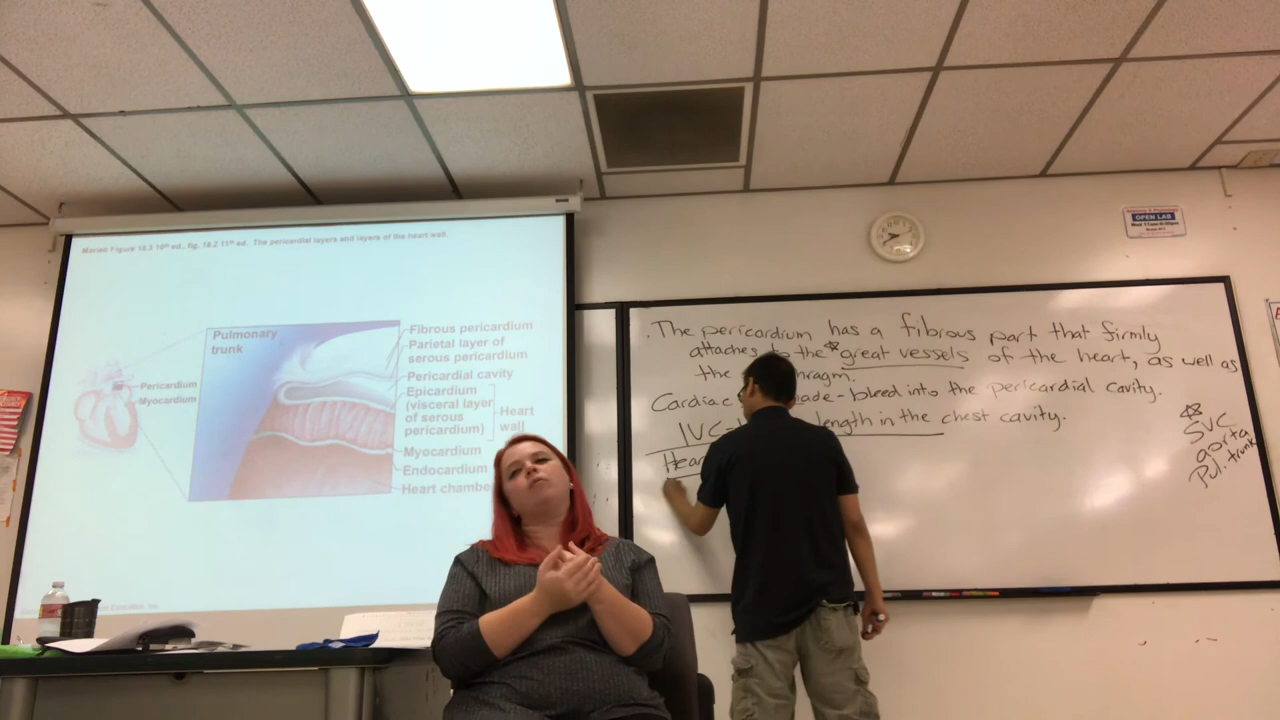 Marieb Figure 18.3 10th ed., fig. 18.2 11th ed. The pericardial layers and layers of the heart wall.
Pulmonary
trunk
Pericardium
Myocardium
Fibrous pericardium
Parietal layer of
serous pericardium
Pericardial cavity
Epicardium
(visceral layer
of serous
pericardium)
Heart
wall
Myocardium
Endocardium
Heart chambe
OPEN LAB
. The pericardium has a fibrous part that firmly
attaches to the great vessels of the heart, as well as
the hragm.
Cardiac ade - bleed into the pericardial cavity.
IVC - length in the chest cavity.
Hear
SVC
aorta
Pul. trunk